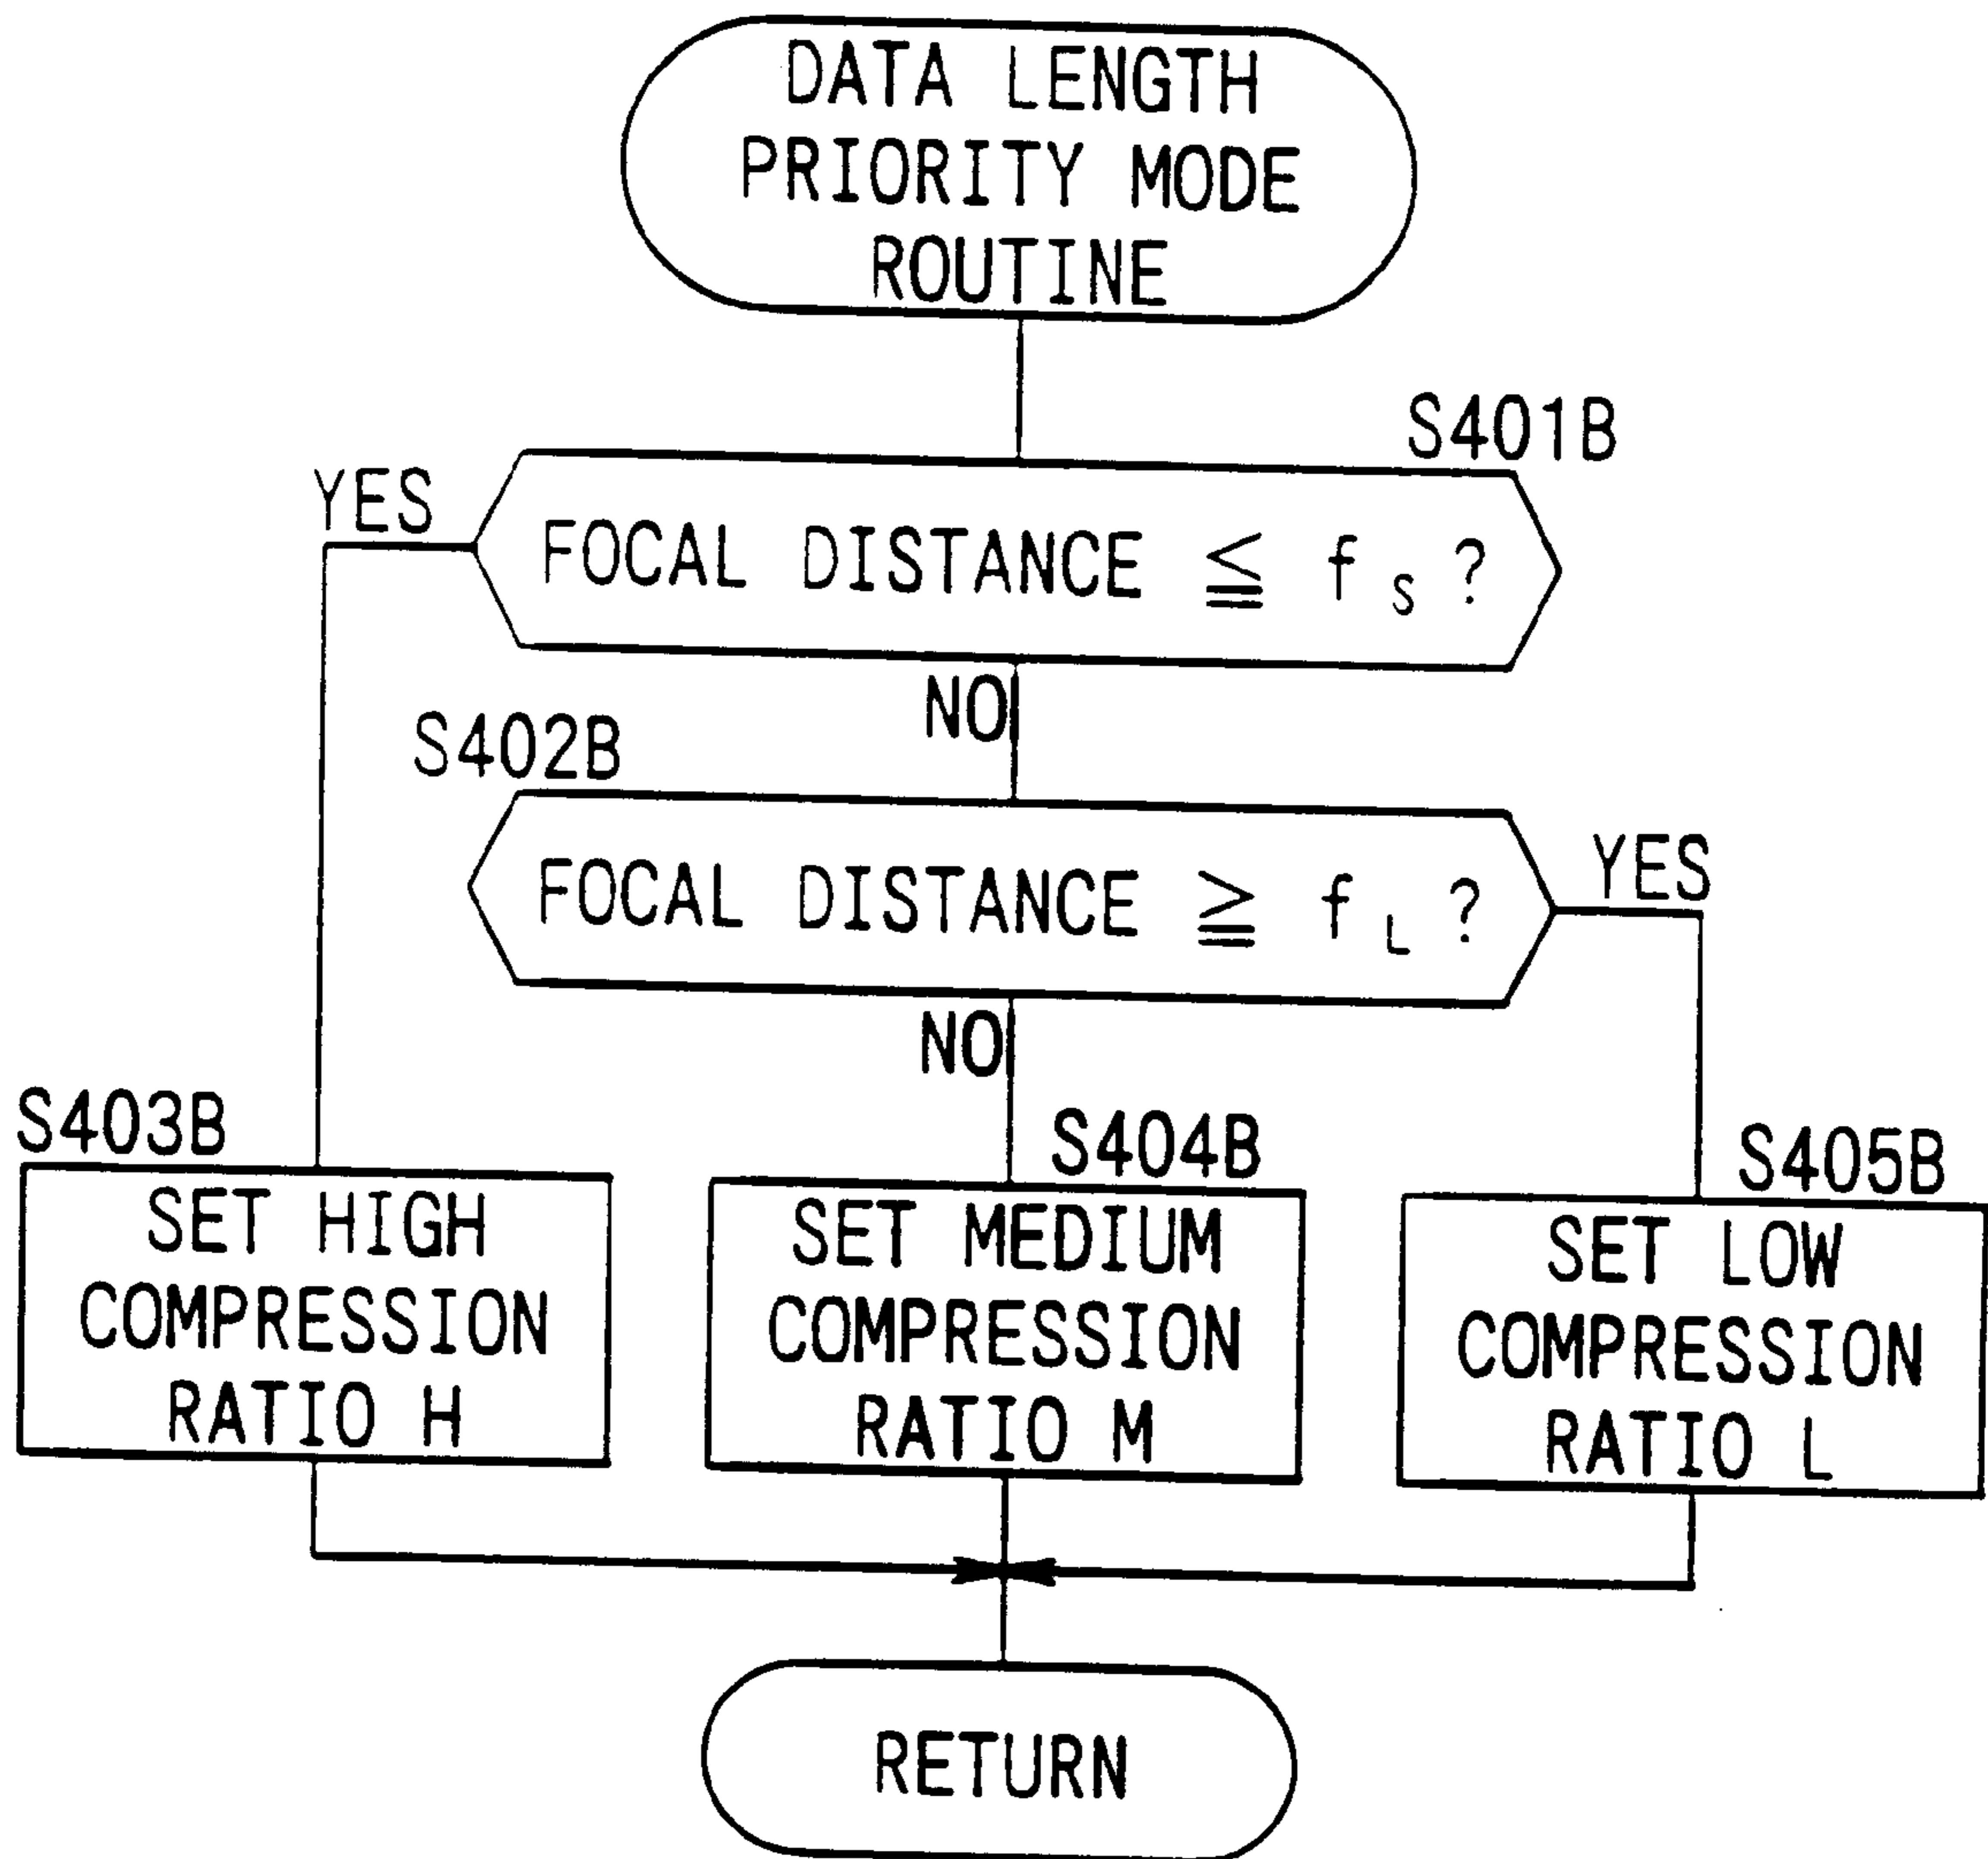 DATA LENGTH
PRIORITY MODE
ROUTINE
S401B
YES
FOCAL DISTANCE ≦ fS ?
NO
S402B
FOCAL DISTANCE ≧ fL ?
YES
NO
S403B
SET HIGH
COMPRESSION
RATIO H
S404B
SET MEDIUM
COMPRESSION
RATIO M
S405B
SET LOW
COMPRESSION
RATIO L
RETURN